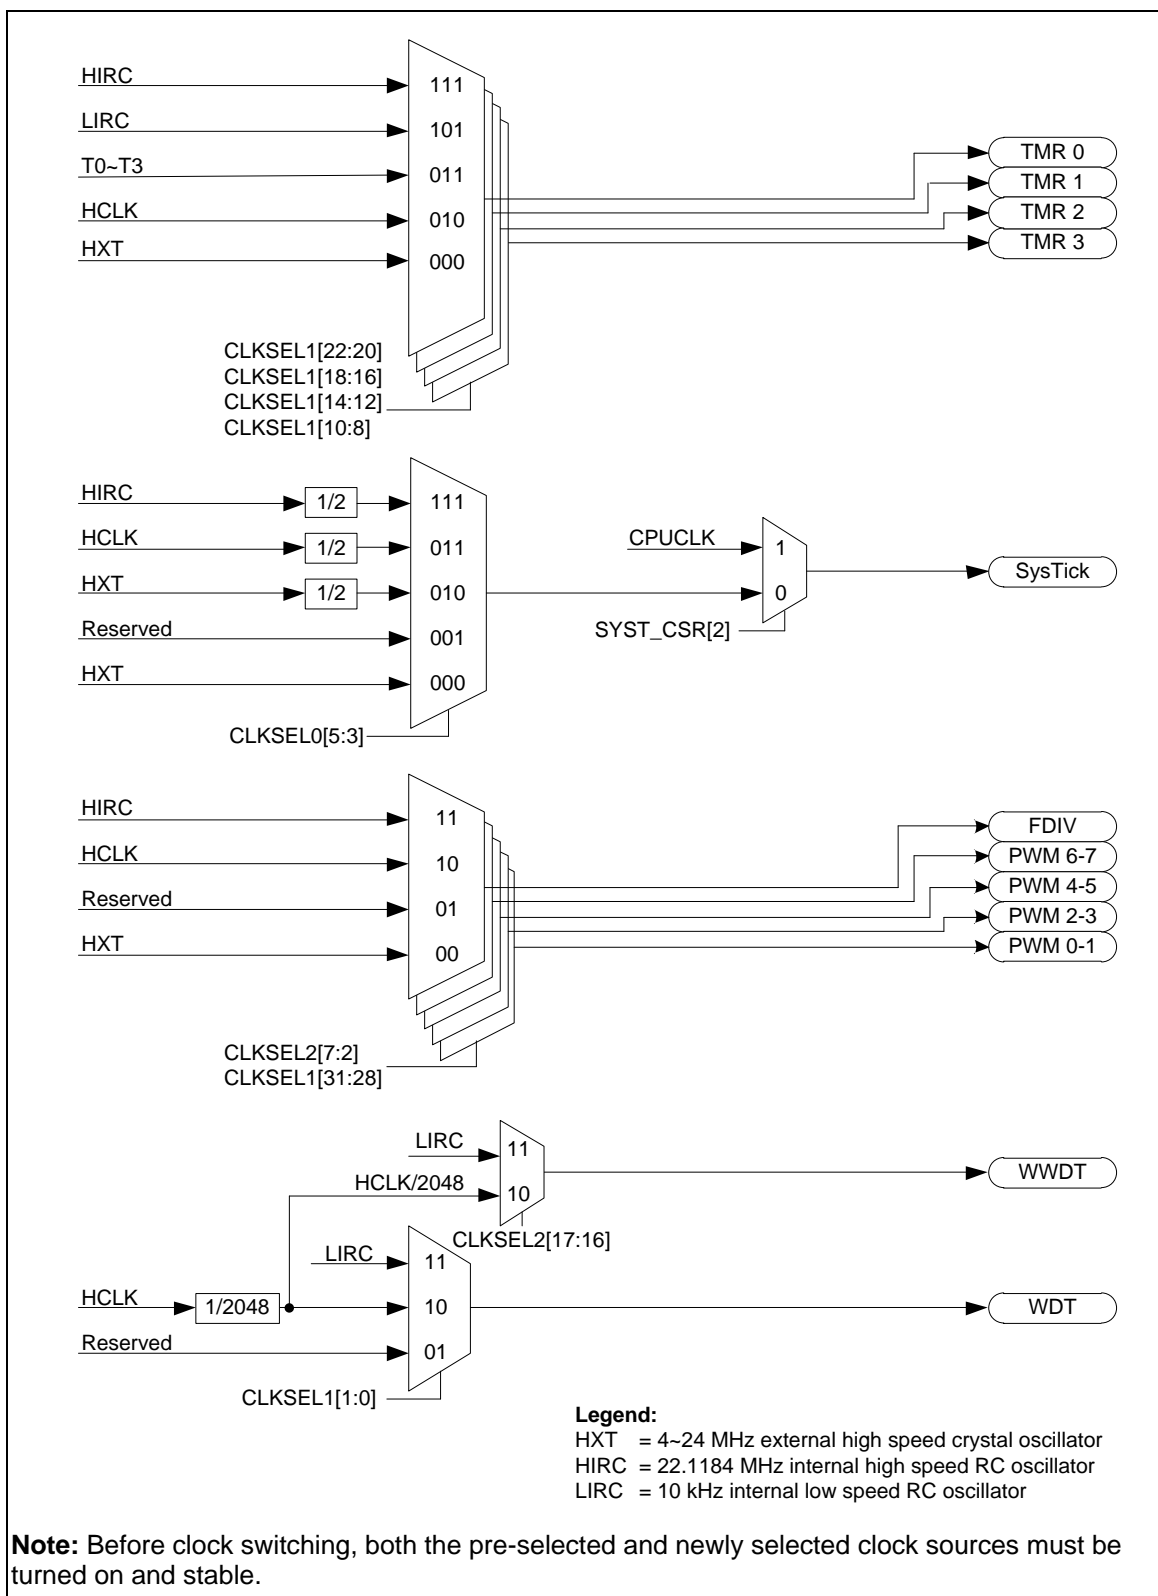 HIRC
111
LIRC
101
T0~T3
011
HCLK
010
HXT
000
TMR 0
TMR 1
TMR 2
TMR 3
CLKSEL1[22:20]
CLKSEL1[18:16]
CLKSEL1[14:12]
CLKSEL1[10:8]
HIRC
1/2
111
HCLK
1/2
011
HXT
1/2
010
Reserved
001
HXT
000
CLKSEL0[5:3]
CPUCLK
1
0
SYST_CSR[2]
SysTick
HIRC
11
HCLK
10
Reserved
01
HXT
00
FDIV
PWM 6-7
PWM 4-5
PWM 2-3
PWM 0-1
CLKSEL2[7:2]
CLKSEL1[31:28]
LIRC
11
HCLK/2048
10
WWDT
CLKSEL2[17:16]
LIRC
11
HCLK
1/2048
10
WDT
Reserved
01
CLKSEL1[1:0]
Legend:
HXT = 4~24 MHz external high speed crystal oscillator
HIRC = 22.1184 MHz internal high speed RC oscillator
LIRC = 10 kHz internal low speed RC oscillator
Note: Before clock switching, both the pre-selected and newly selected clock sources must be
turned on and stable.